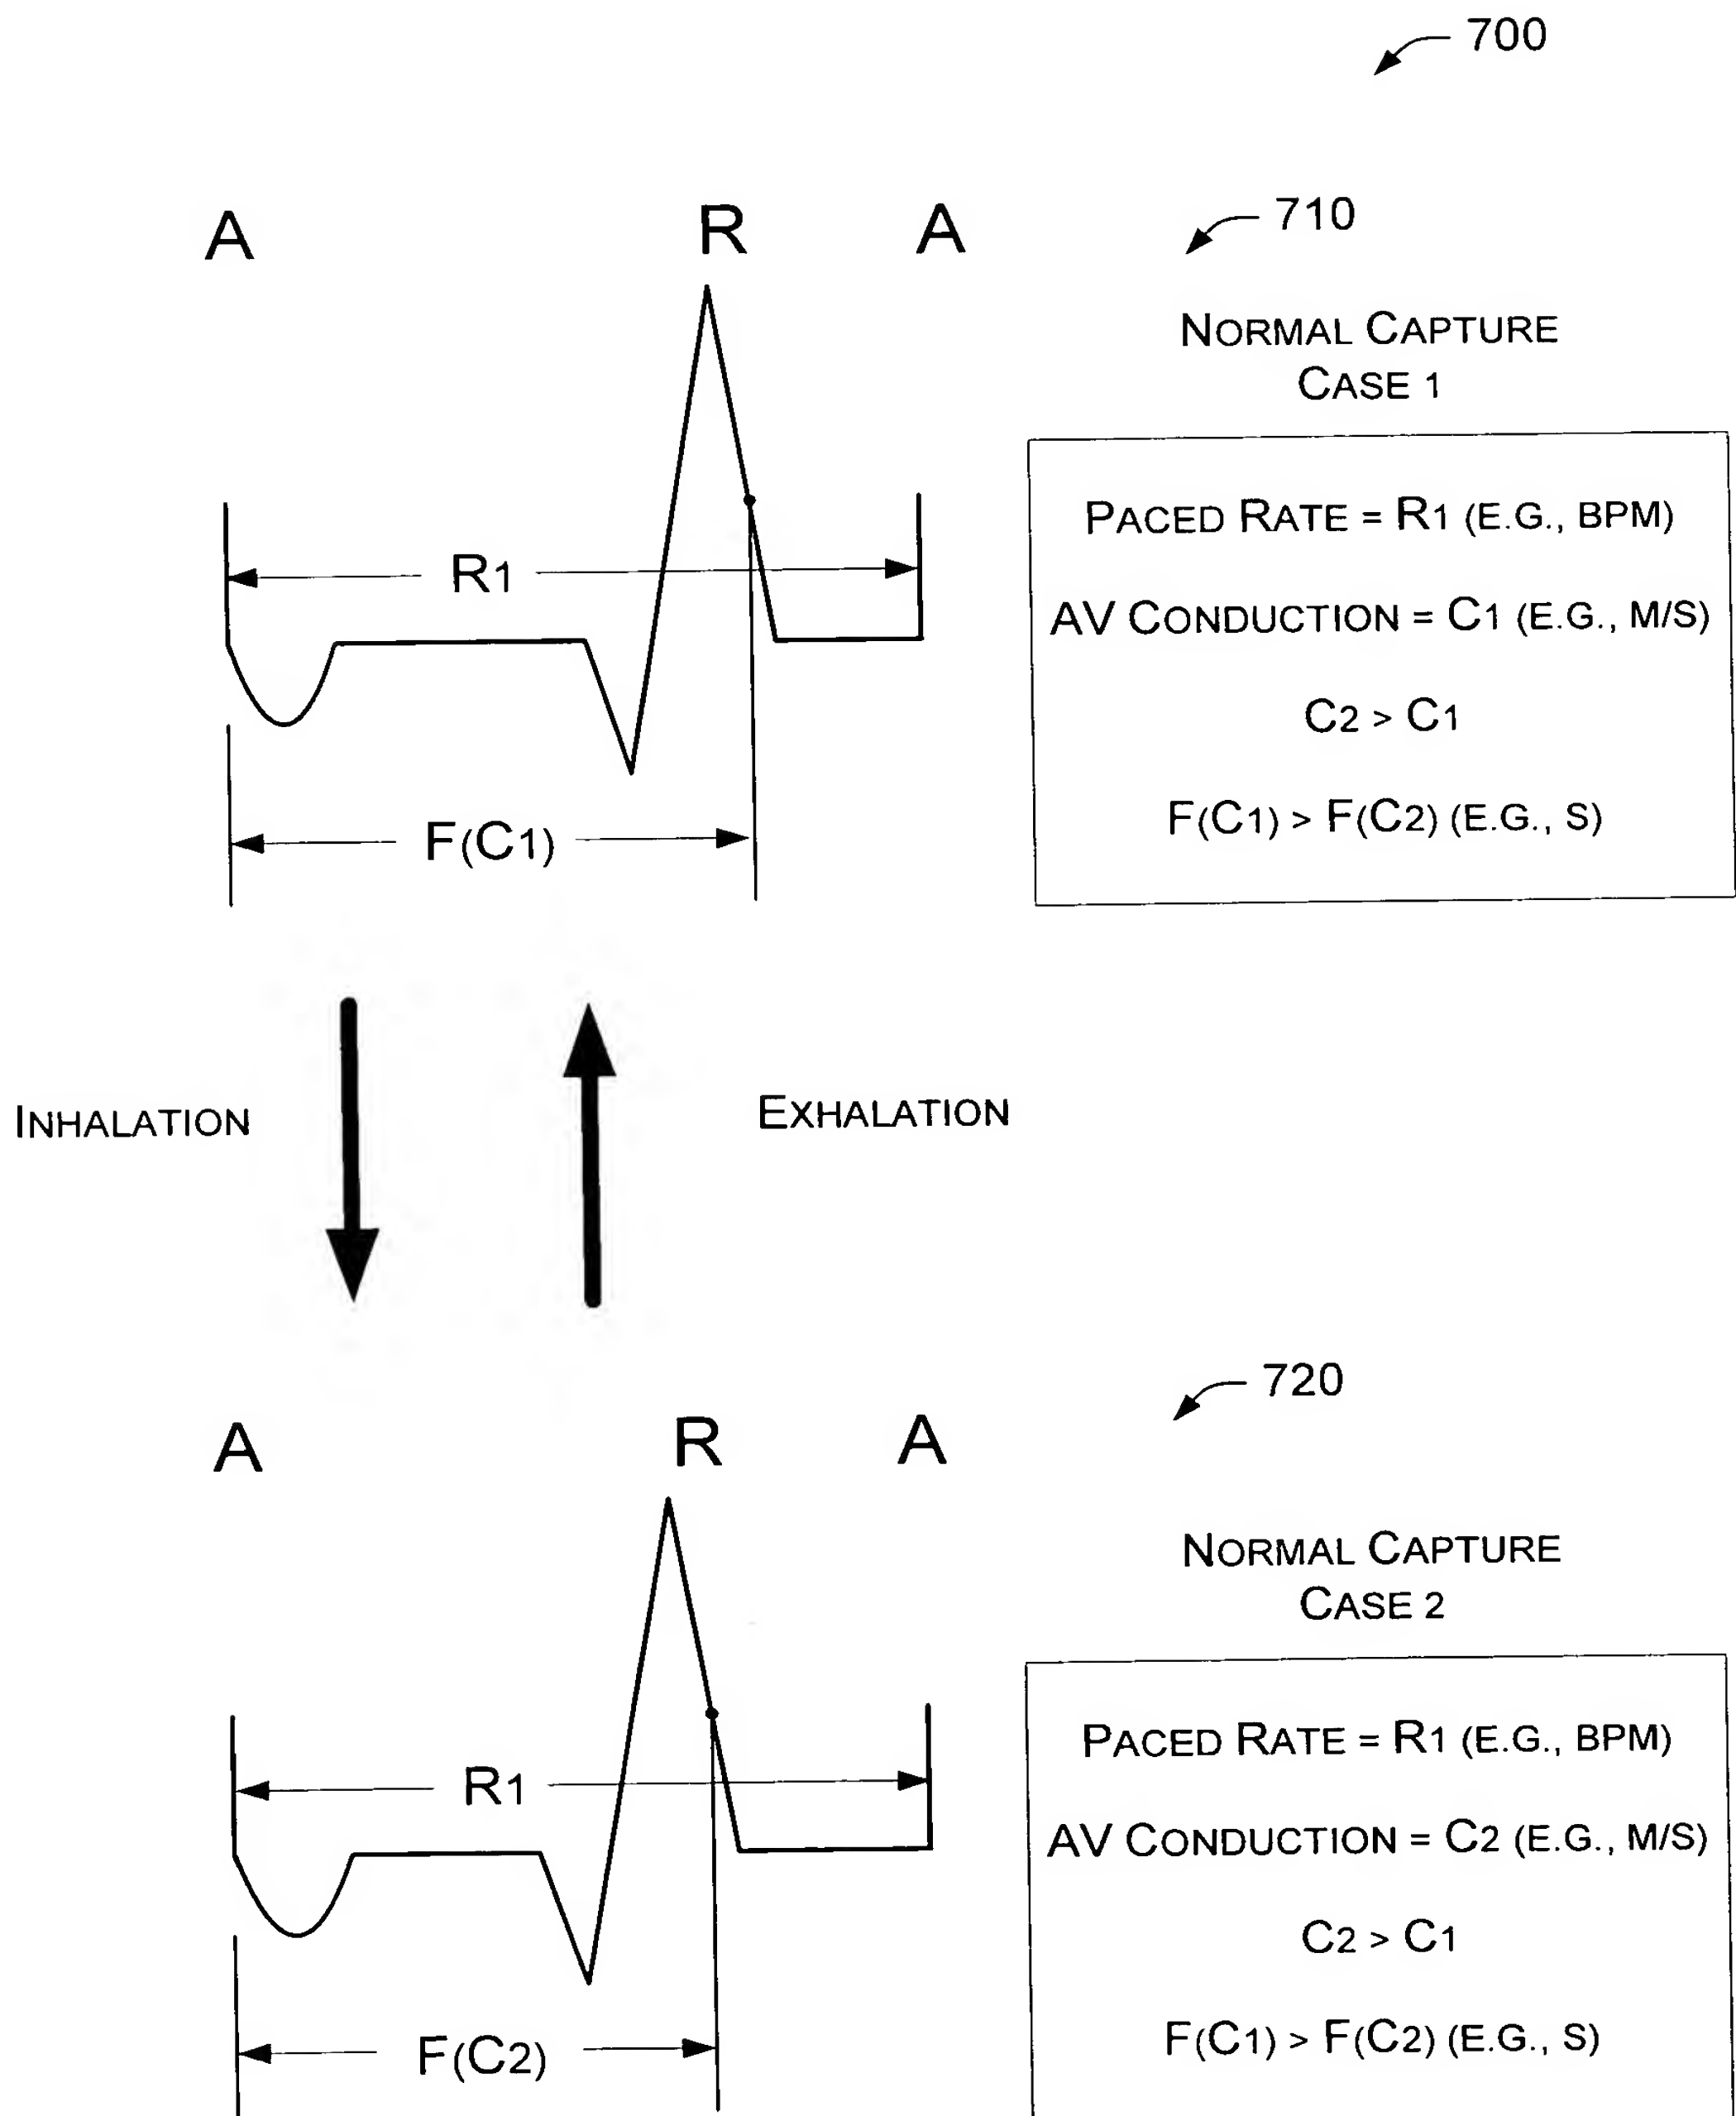 700
710
A R A
NORMAL CAPTURE
CASE 1
PACED RATE = R1 (E.G., BPM)
R1
AV CONDUCTION = C1 (E.G., M/S)
C2 > C1
F(C1) > F(C2) (E.G., S)
F(C1)
INHALATION
EXHALATION
720
A R A
NORMAL CAPTURE
CASE 2
PACED RATE = R1 (E.G., BPM)
R1
AV CONDUCTION = C2 (E.G., M/S)
C2 > C1
F(C1) > F(C2) (E.G., S)
F(C2)